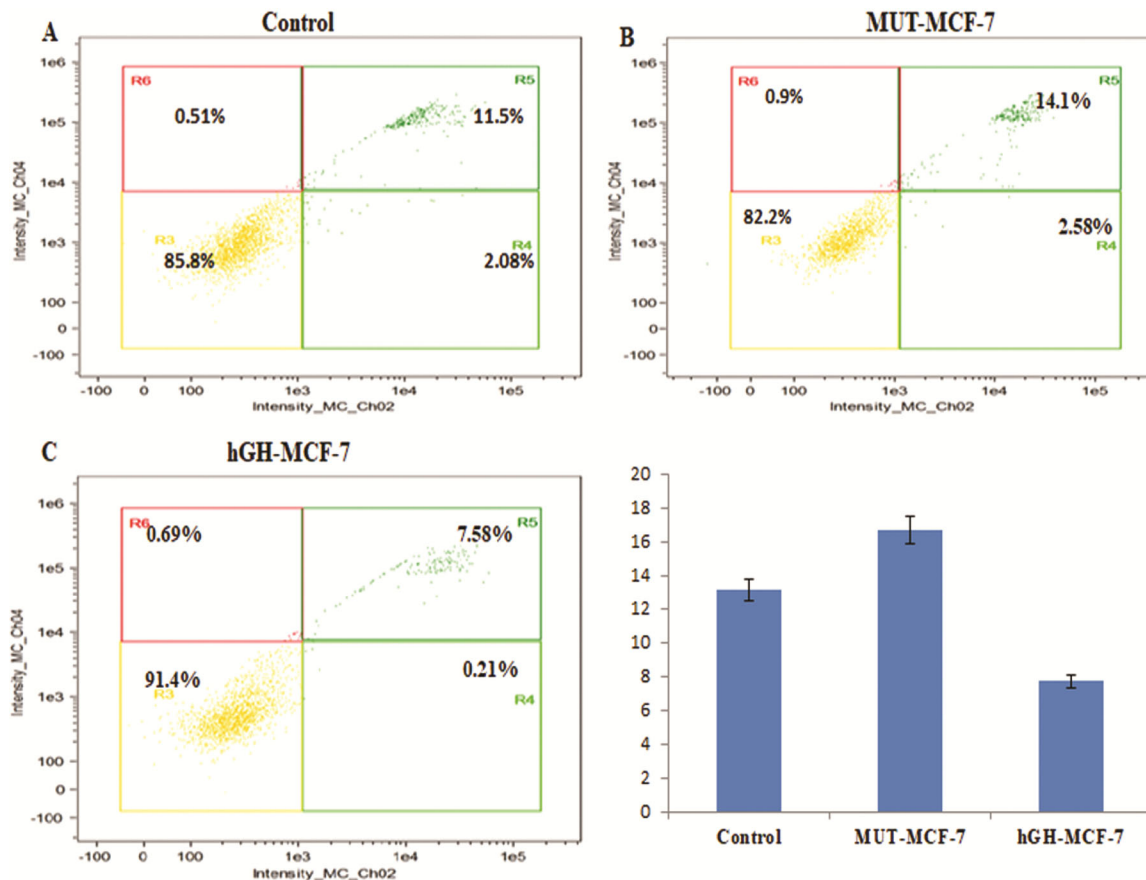 A Control
1e6
1e5
1e4
1e3
100
0
-100
Intensity_MC_Ch04
R6
0.51%
R5
11.5%
R3
85.8%
R4
2.08%
-100 0 100 1e3 1e4 1e5
Intensity_MC_Ch02
B MUT-MCF-7
1e6
1e5
1e4
1e3
100
0
-100
Intensity_MC_Ch04
R6
0.9%
R5
14.1%
82.2%
R3
2.58%
R4
-100 0 100 1e3 1e4 1e5
Intensity_MC_Ch02
C hGH-MCF-7
1e6
1e5
1e4
1e3
100
0
-100
Intensity_MC_Ch04
R6
0.69%
R5
7.58%
91.4%
R3
0.21%
R4
-100 0 100 1e3 1e4 1e5
Intensity_MC_Ch02
20
18
16
14
12
10
8
6
4
2
0
Control MUT-MCF-7 hGH-MCF-7